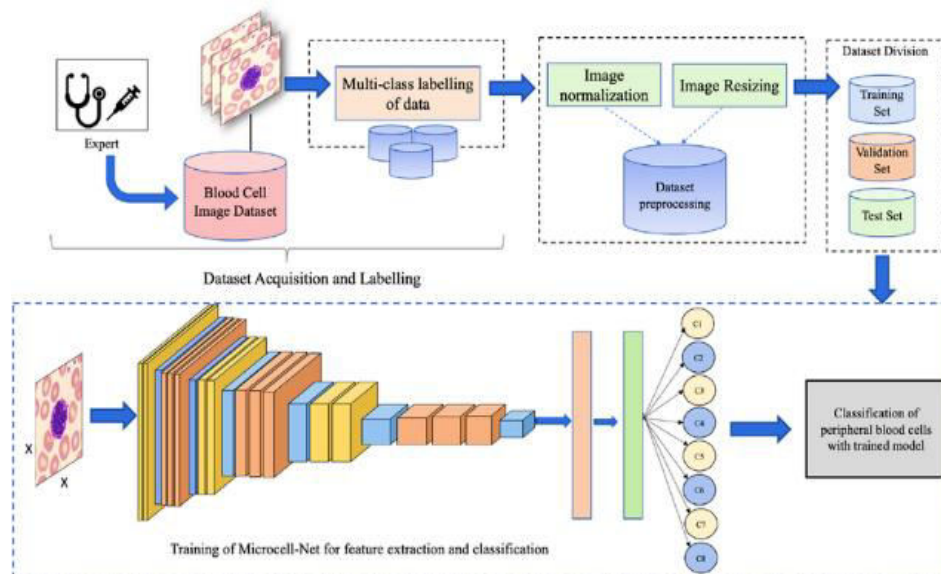 Expert
Blood Cell
Image Dataset
Multi-class labelling
of data
Dataset Acquisition and Labelling
Image
normalization
Image Resizing
Dataset
preprocessing
Dataset Division
Training
Set
Validation
Set
Test Set
X
X
C1
C2
C3
C4
C5
C6
C7
C8
Classification of
peripheral blood cells
with trained model
Training of Microcell-Net for feature extraction and classification